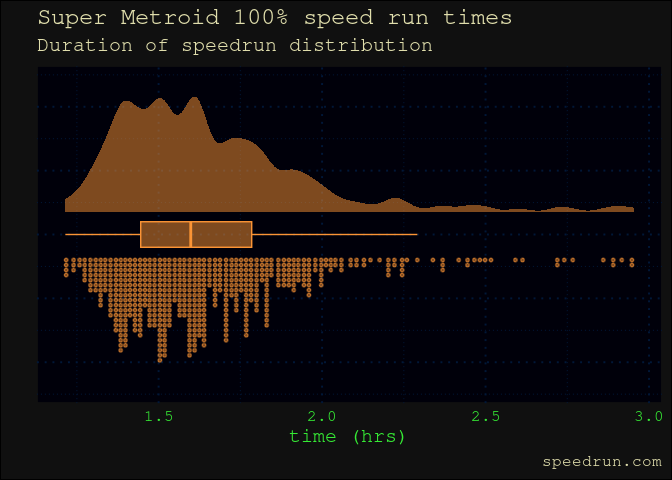 Super Metroid 100% speed run times
Duration of speedrun distribution
1.5 2.0 2.5 3.0
time (hrs)
speedrun.com